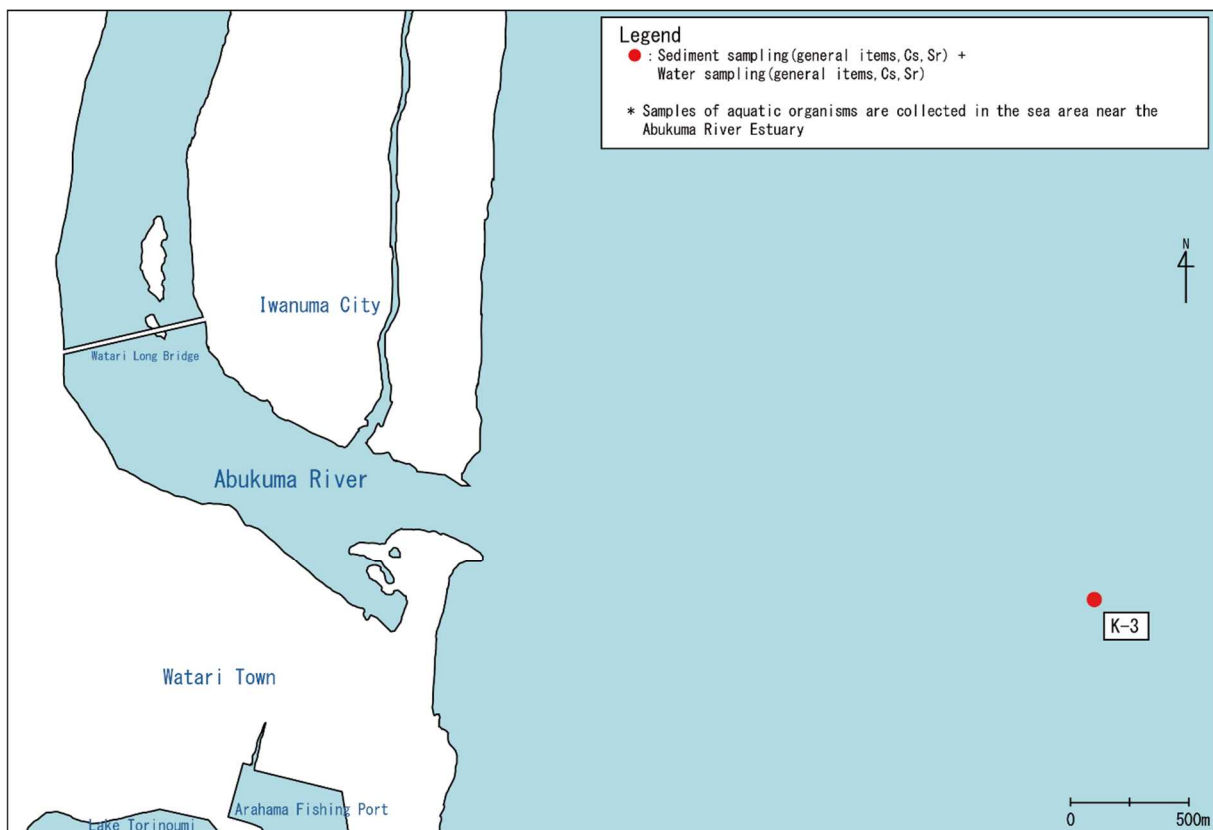 Legend
: Sediment sampling(general items,Cs,Sr) +
Water sampling(general items,Cs,Sr)
* Samples of aquatic organisms are collected in the sea area near the
Abukuma River Estuary
N
Iwanuma City
Watari Long Bridge
Abukuma River
K-3
Watari Town
Arahama Fishing Port
Lake Torinoumi
0 500m